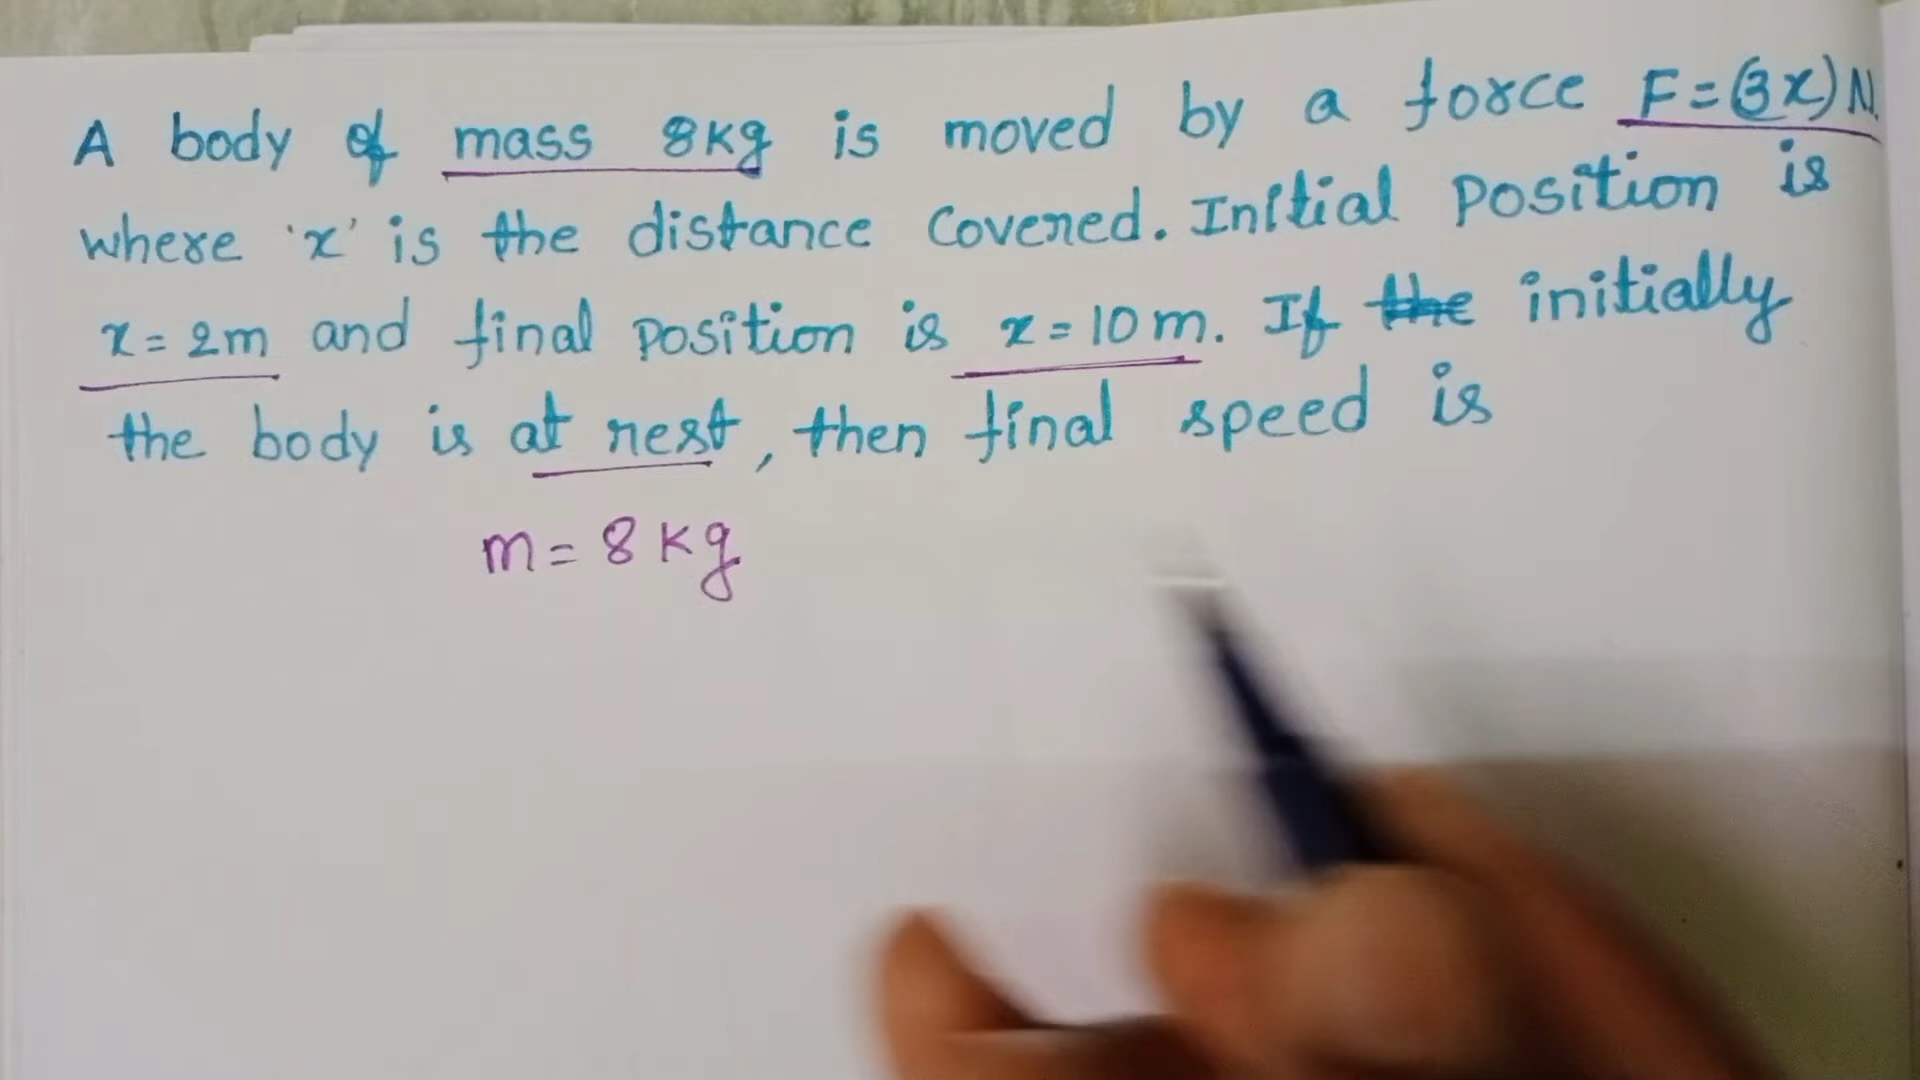 A body of mass 8kg is moved by a force F=(3x)N.
where 'x' is the distance covered. Initial position is
x=2m and final position is x=10m. If the initially
the body is at rest, then final speed is
m=8kg